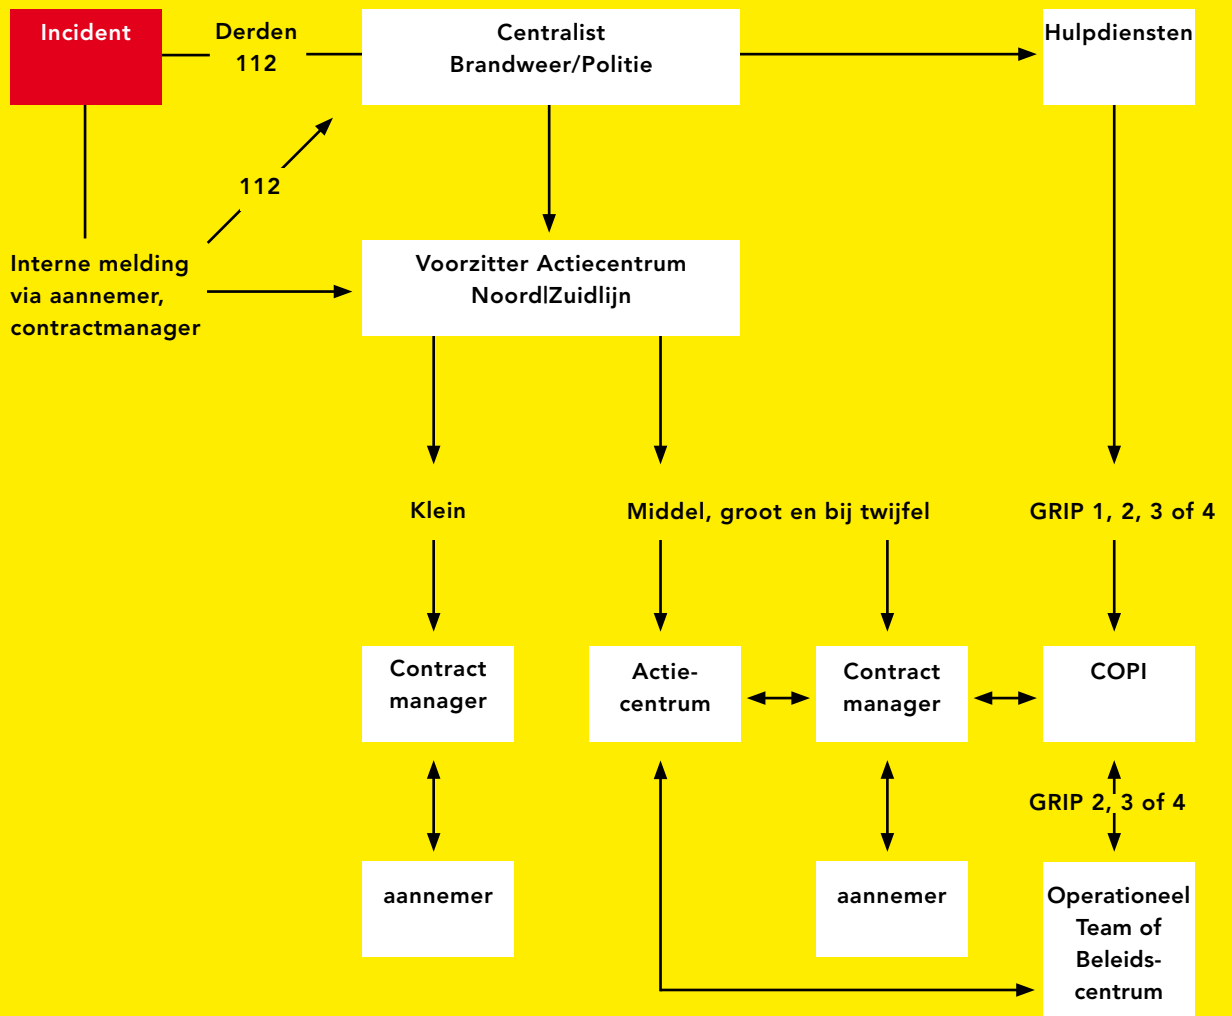 Incident
Derden
112
Centralist
Brandweer/Politie
Hulpdiensten
112
Interne melding
via aannemer,
contractmanager
Voorzitter Actiecentrum
Noord|Zuidlijn
Klein
Middel, groot en bij twijfel
GRIP 1, 2, 3 of 4
Contract
manager
Actie-
centrum
Contract
manager
COPI
GRIP 2, 3 of 4
aannemer
aannemer
Operationeel
Team of
Beleids-
centrum